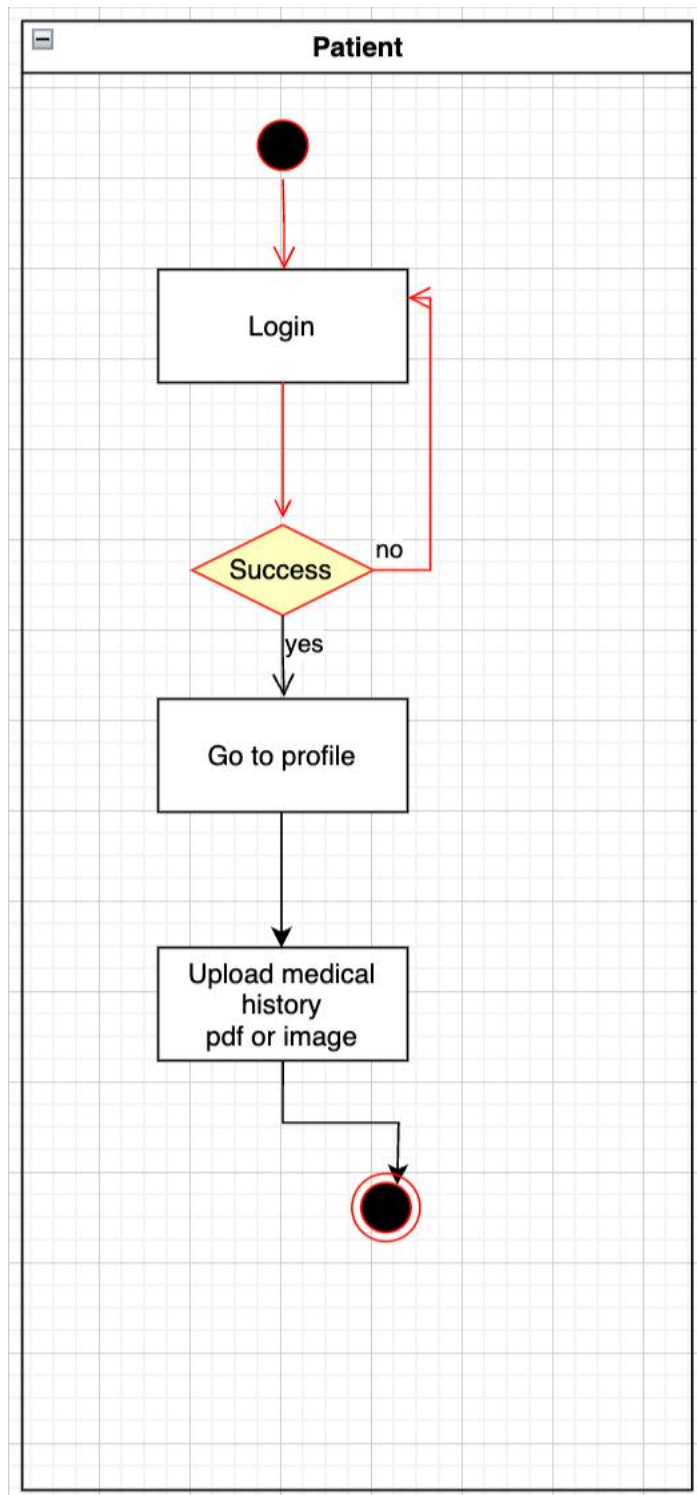 Patient
Login
no
Success
yes
Go to profile
Upload medical
history
pdf or image